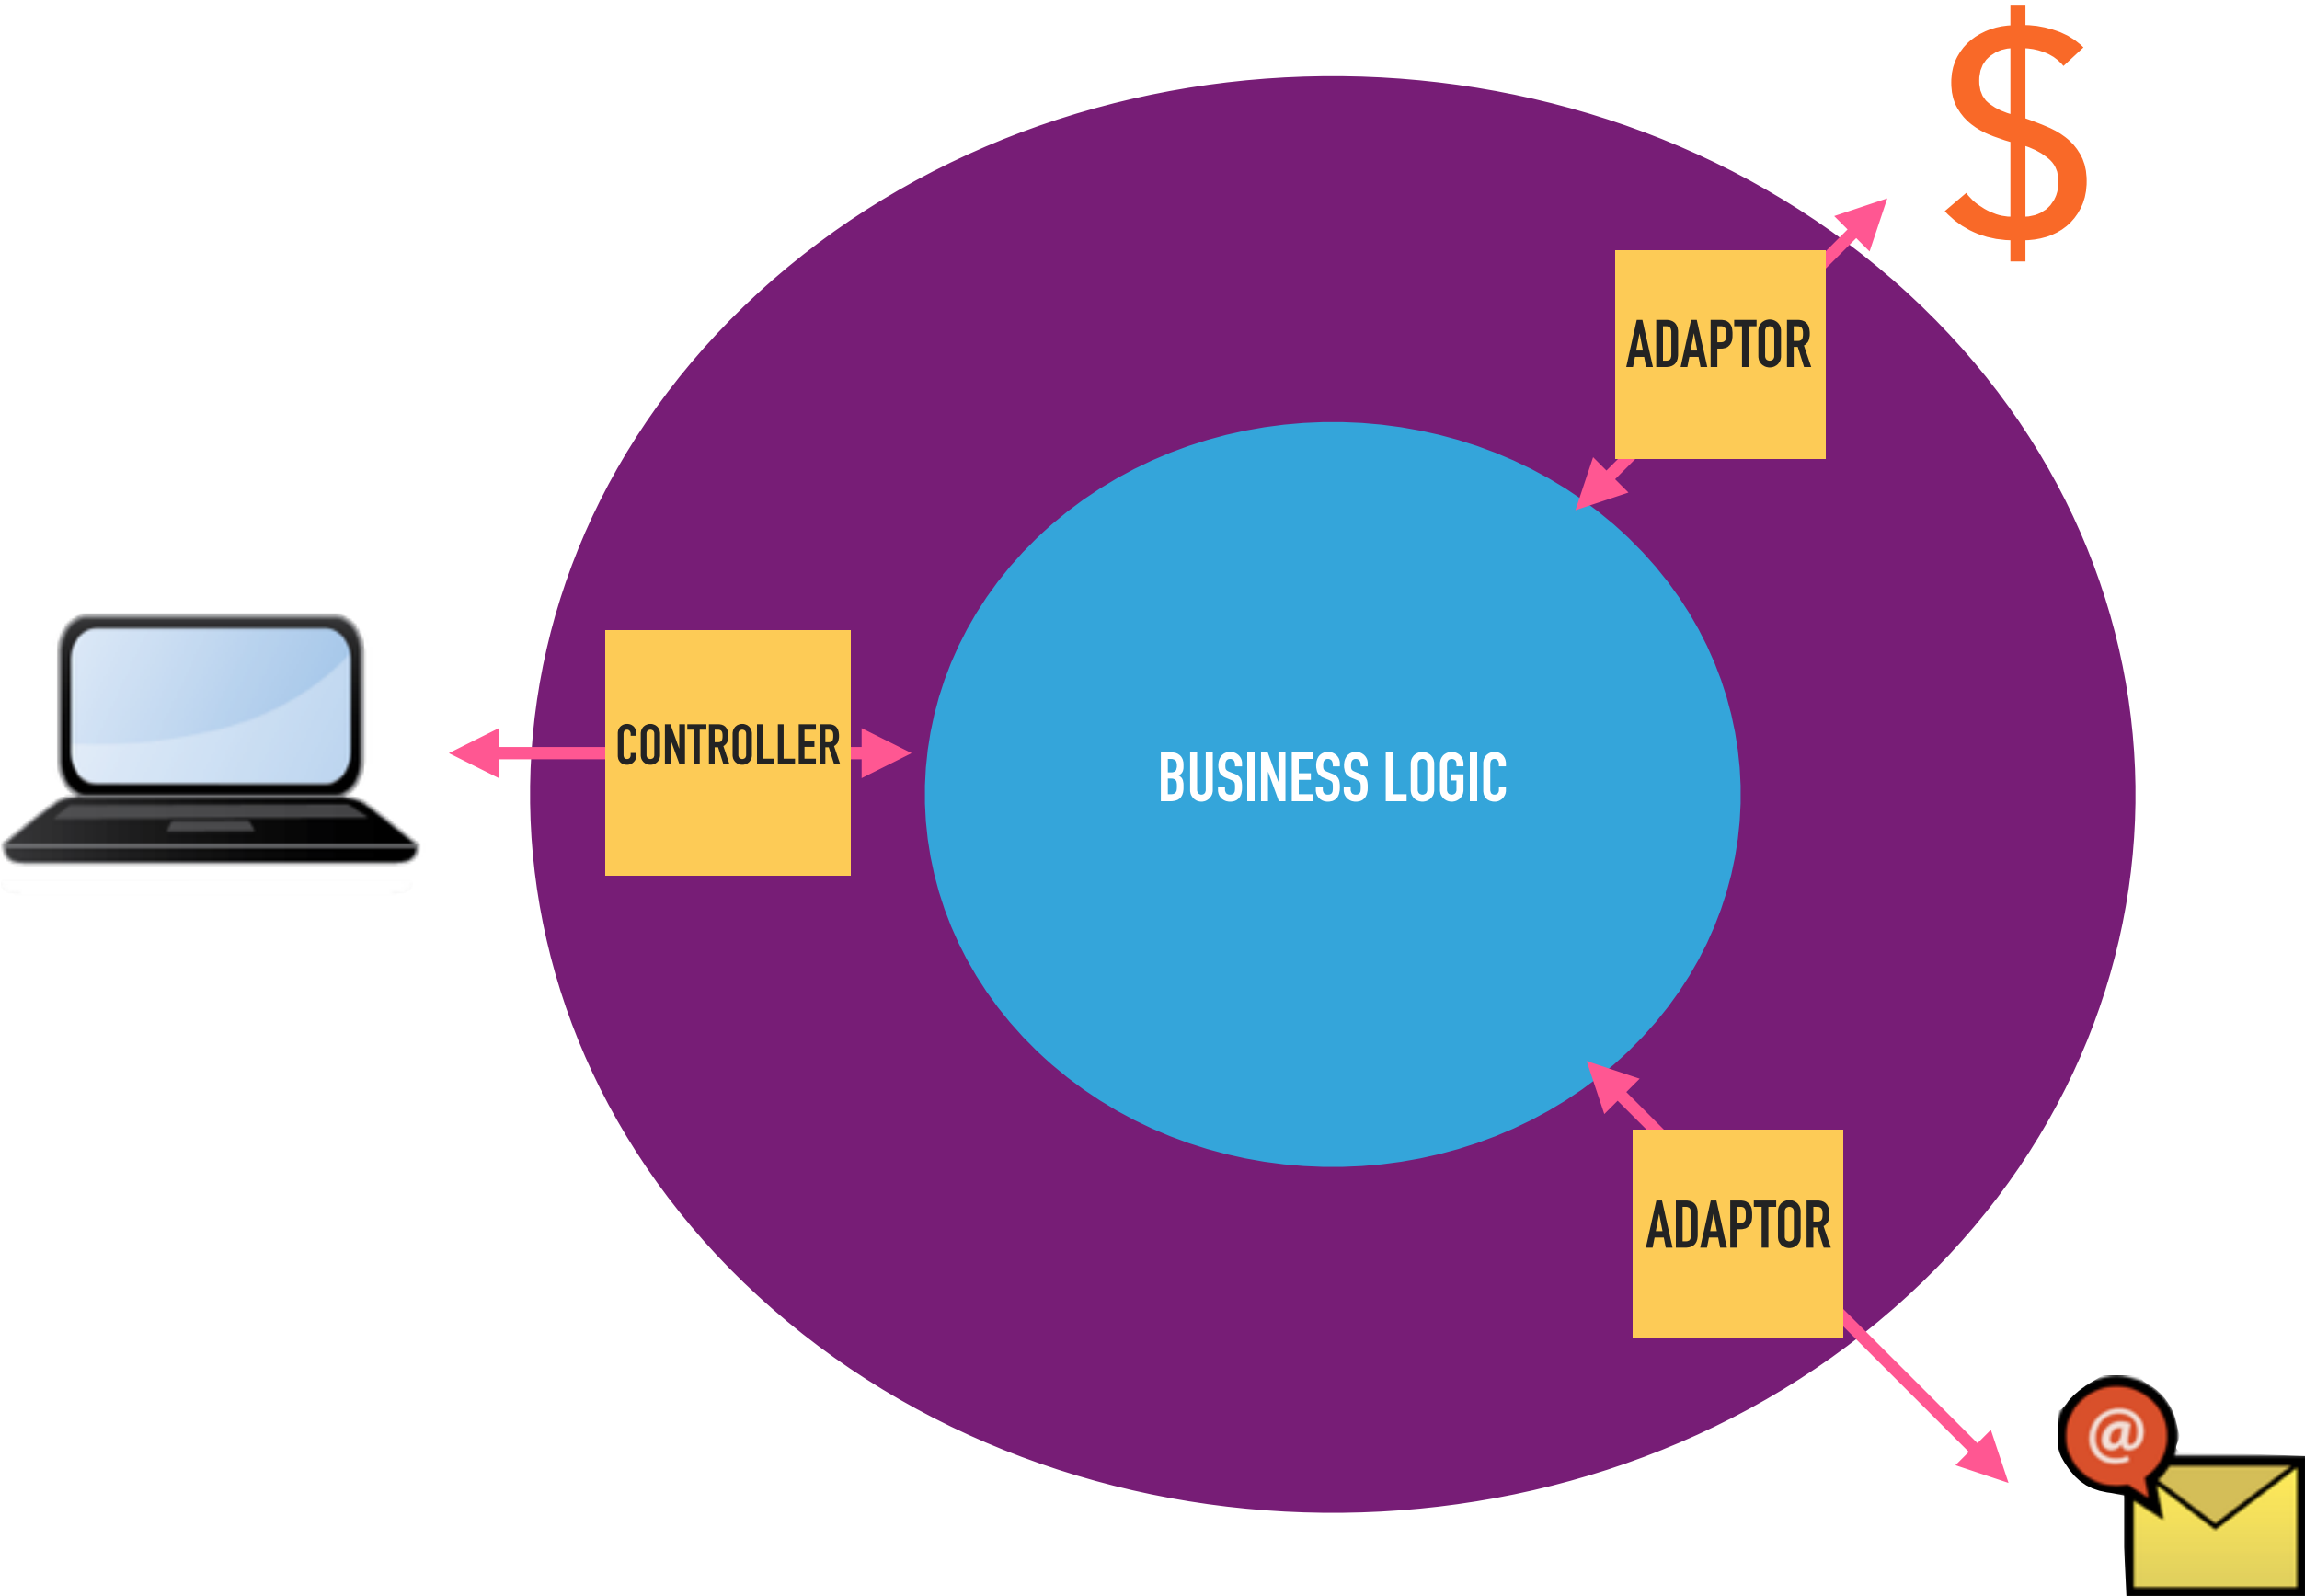 $
ADAPTOR
CONTROLLER
BUSINESS LOGIC
ADAPTOR
@